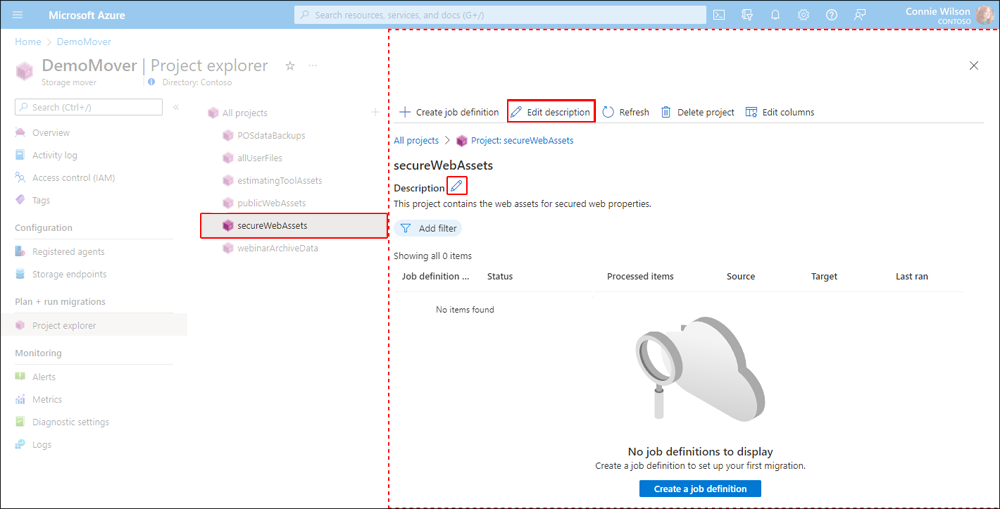 Microsoft Azure
Search resources, services, and docs (G+/)
Connie Wilson
CONTOSO
Home > DemoMover
DemoMover | Project explorer
Storage mover
Directory: Contoso
Search (Ctrl+/)
Overview
Activity log
Access control (IAM)
Tags
Configuration
Registered agents
Storage endpoints
Plan + run migrations
Project explorer
Monitoring
Alerts
Metrics
Diagnostic settings
Logs
All projects
POSdataBackups
allUserFiles
estimatingToolAssets
publicWebAssets
secureWebAssets
webinarArchiveData
Create job definition Edit description Refresh Delete project Edit columns
All projects > Project: secureWebAssets
secureWebAssets
Description
This project contains the web assets for secured web properties.
Add filter
Showing all 0 items
Job definition ... Status Processed items Source Target Last ran
No items found
No job definitions to display
Create a job definition to set up your first migration.
Create a job definition